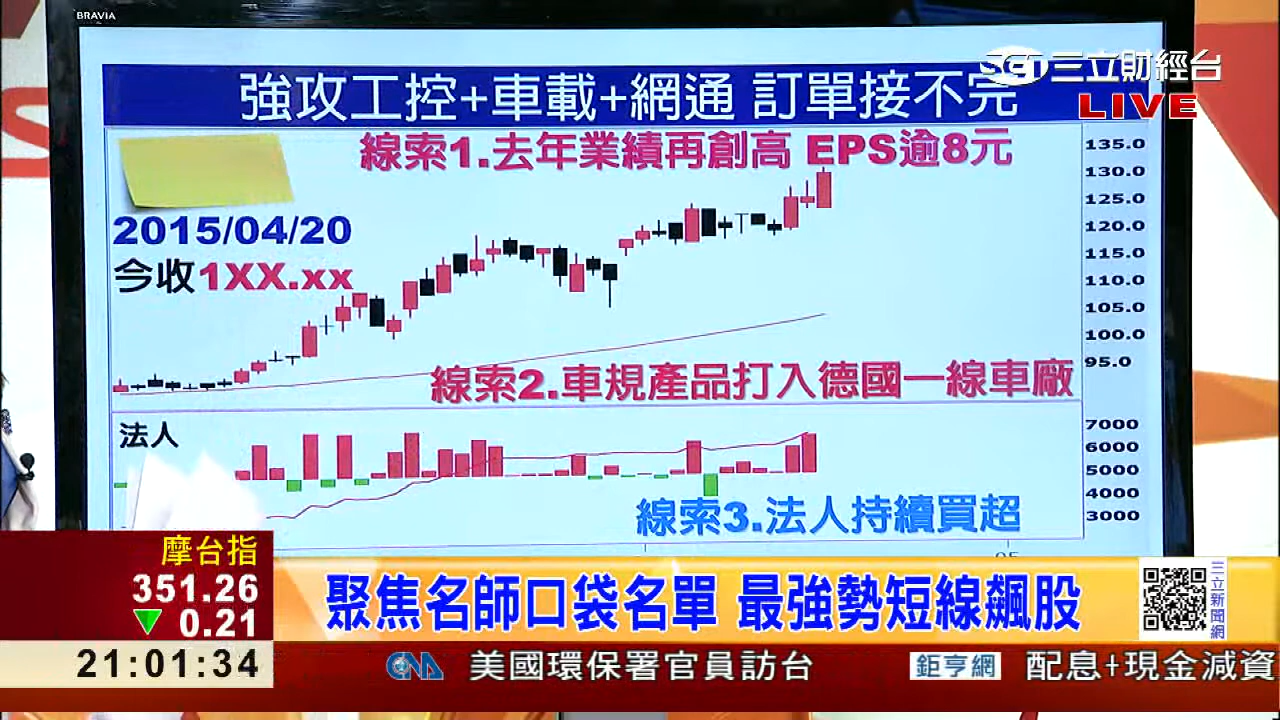 BRAVIA
SET 三立財經台
LIVE
強攻工控+車載+網通 訂單接不完
線索1.去年業績再創高 EPS逾8元
2015/04/20
今收1XX.xx
135.0
130.0
125.0
120.0
115.0
110.0
105.0
100.0
95.0
線索2.車規產品打入德國一線車廠
法人
7000
6000
5000
4000
3000
線索3.法人持續買超
摩台指
351.26
▼ 0.21
21:01:34
聚焦名師口袋名單 最強勢短線飆股
三立新聞網
CNA 美國環保署官員訪台 鉅亨網 配息+現金減資